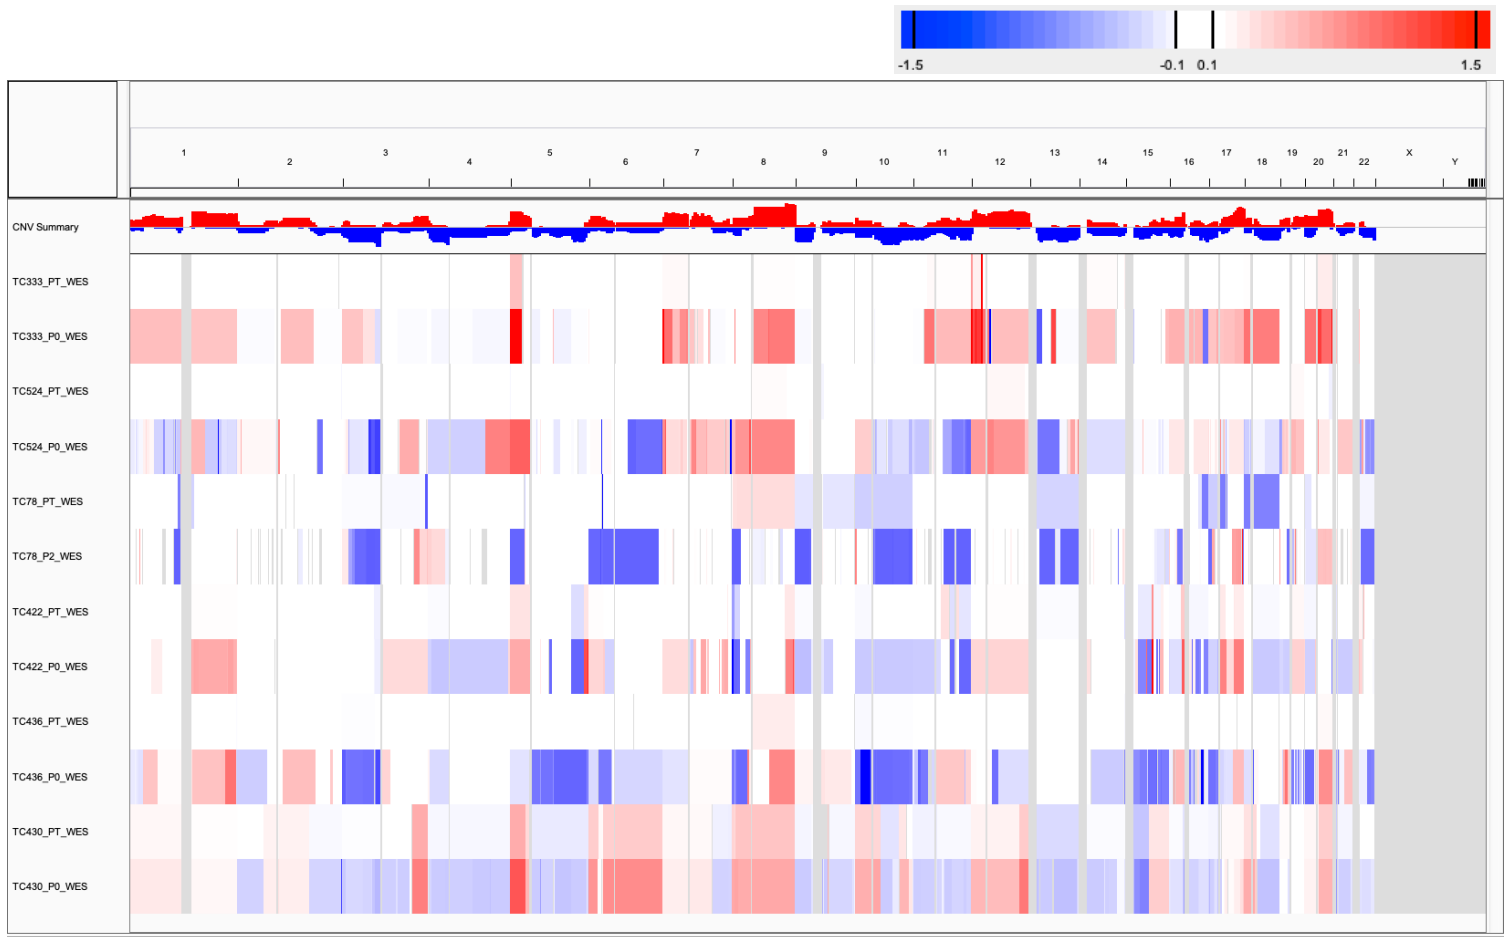 -1.5 -0.1 0.1 1.5
1 2 3 4 5 6 7 8 9 10 11 12 13 14 15 16 17 18 19 20 21 22 X Y
CNV Summary
TC333_PT_WES
TC333_P0_WES
TC524_PT_WES
TC524_P0_WES
TC78_PT_WES
TC78_P2_WES
TC422_PT_WES
TC422_P0_WES
TC436_PT_WES
TC436_P0_WES
TC430_PT_WES
TC430_P0_WES